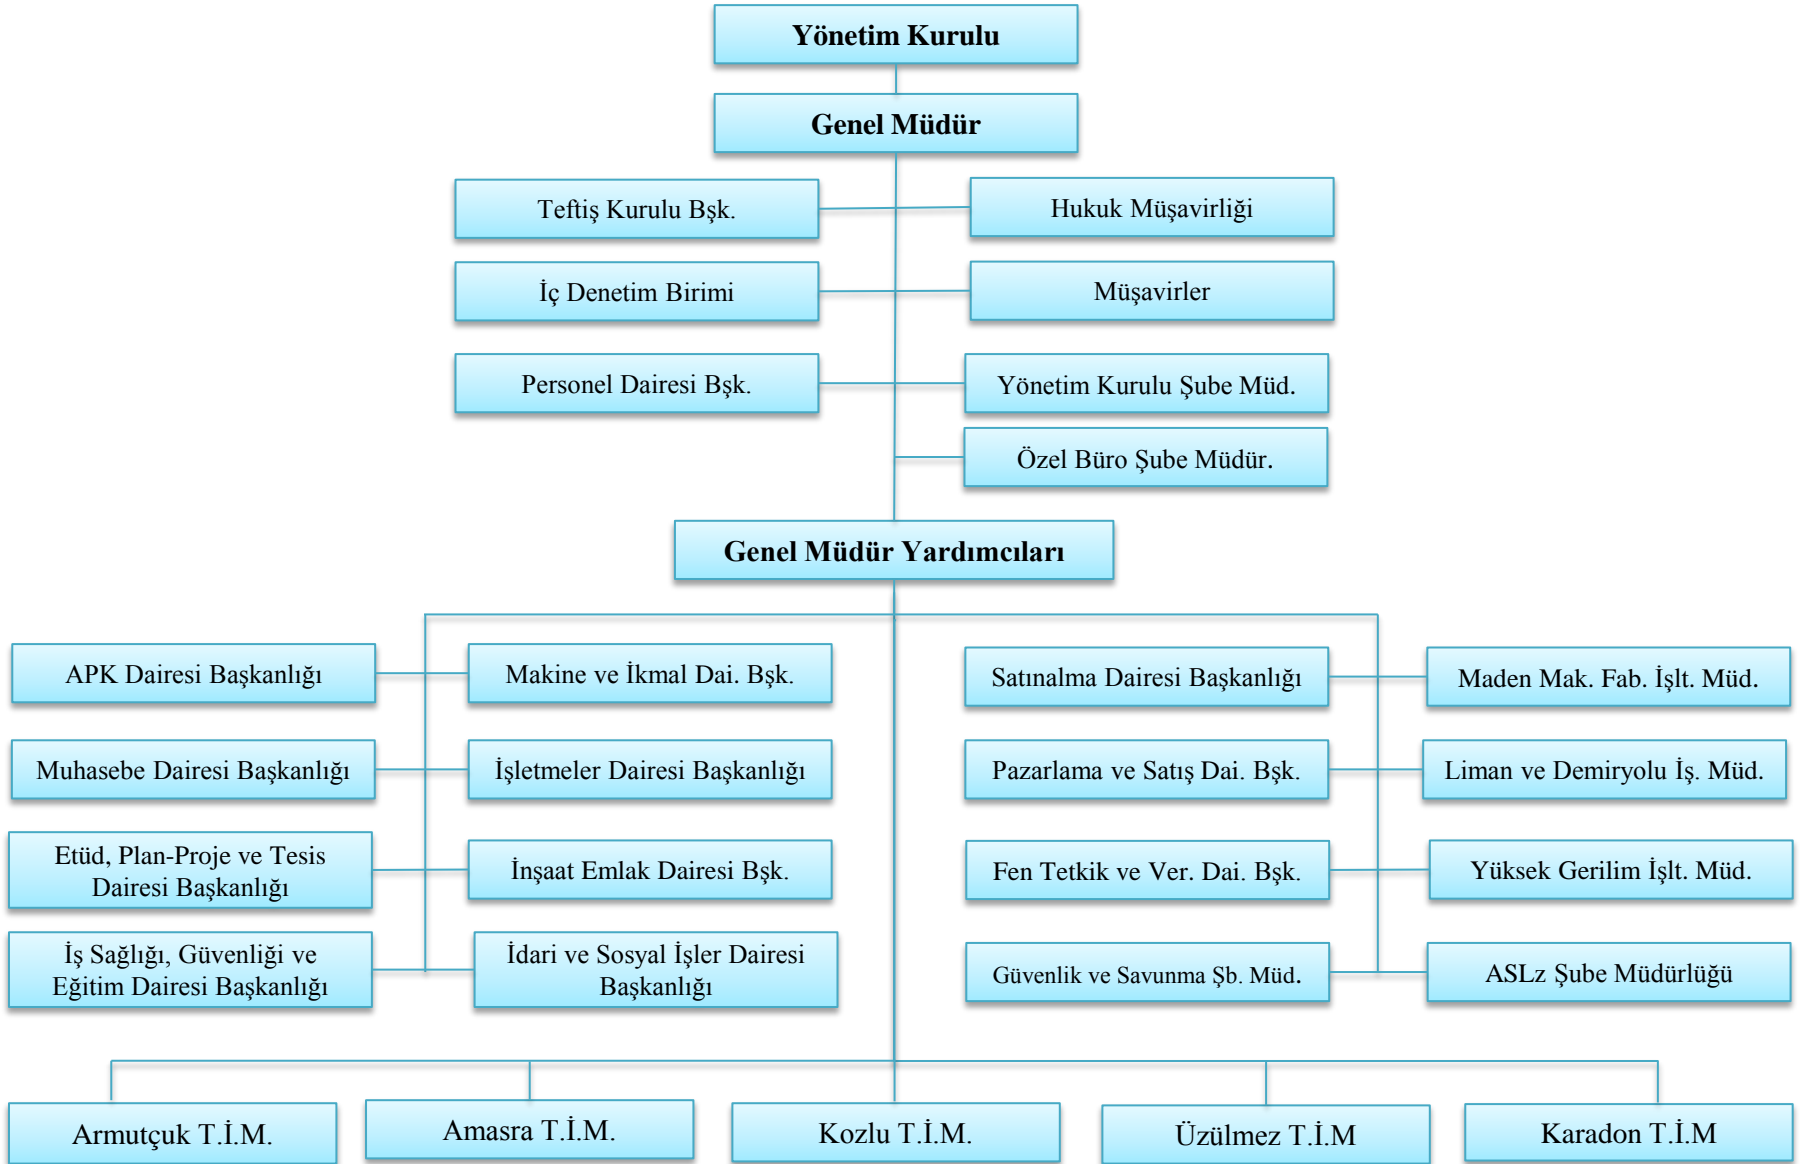 Yönetim Kurulu
Genel Müdür
Teftiş Kurulu Bşk.
Hukuk Müşavirliği
İç Denetim Birimi
Müşavirler
Personel Dairesi Bşk.
Yönetim Kurulu Şube Müd.
Özel Büro Şube Müdür.
Genel Müdür Yardımcıları
APK Dairesi Başkanlığı
Makine ve İkmal Dai. Bşk.
Satınalma Dairesi Başkanlığı
Maden Mak. Fab. İşlt. Müd.
Muhasebe Dairesi Başkanlığı
İşletmeler Dairesi Başkanlığı
Pazarlama ve Satış Dai. Bşk.
Liman ve Demiryolu İş. Müd.
Etüd, Plan-Proje ve Tesis
Dairesi Başkanlığı
İnşaat Emlak Dairesi Bşk.
Fen Tetkik ve Ver. Dai. Bşk.
Yüksek Gerilim İşlt. Müd.
İş Sağlığı, Güvenliği ve
Eğitim Dairesi Başkanlığı
İdari ve Sosyal İşler Dairesi
Başkanlığı
Güvenlik ve Savunma Şb. Müd.
ASLz Şube Müdürlüğü
Armutçuk T.İ.M.
Amasra T.İ.M.
Kozlu T.İ.M.
Üzülmez T.İ.M
Karadon T.İ.M